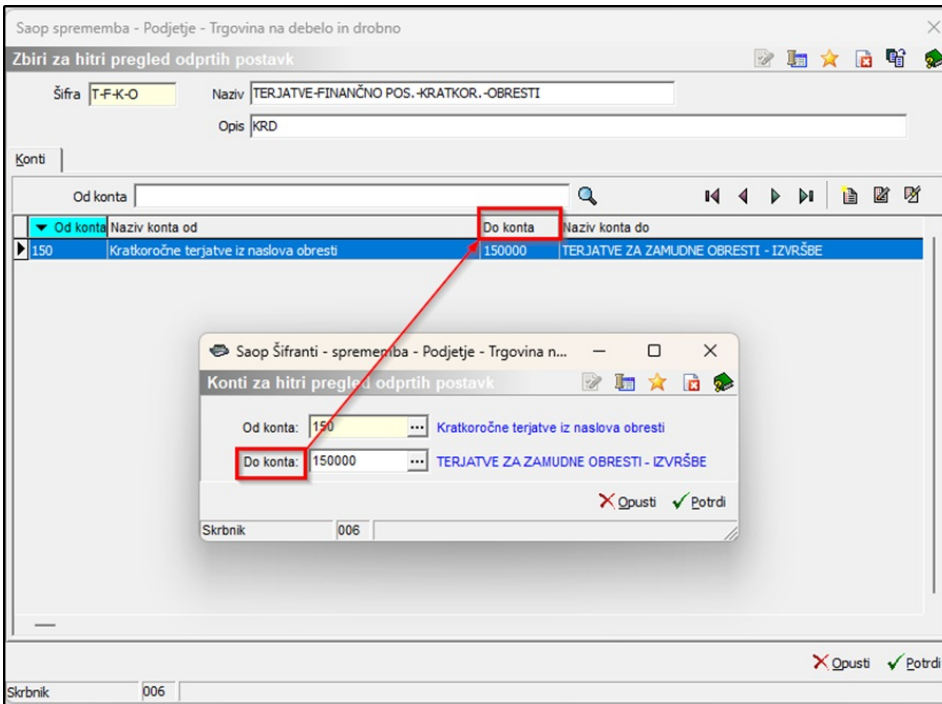 Saop sprememba - Podjetje - Trgovina na debelo in drobno
Zbiri za hitri pregled odprtih postavk
Šifra T-F-K-O Naziv TERJATVE-FINANČNO POS.-KRATKOR.-OBRESTI
Opis KRD
Konti
Od konta
Od konta Naziv konta od Do konta Naziv konta do
150 Kratkoročne terjatve iz naslova obresti 150000 TERJATVE ZA ZAMUDNE OBRESTI - IZVRŠBE
Saop Šifranti - sprememba - Podjetje - Trgovina n...
Konti za hitri pregled odprtih postavk
Od konta: 150 ... Kratkoročne terjatve iz naslova obresti
Do konta: 150000 ... TERJATVE ZA ZAMUDNE OBRESTI - IZVRŠBE
Opusti Potrdi
Skrbnik 006
Opusti Potrdi
Skrbnik 006